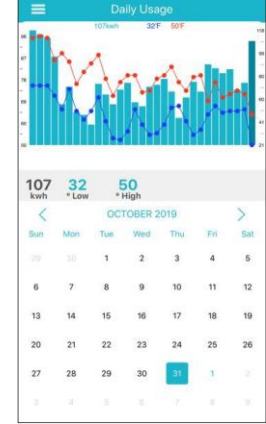 Daily Usage
107kwh 32°F 50°F
107 32 50
kwh ° Low ° High
< OCTOBER 2019 >
Sun Mon Tue Wed Thu Fri Sat
29 30 1 2 3 4 5
6 7 8 9 10 11 12
13 14 15 16 17 18 19
20 21 22 23 24 25 26
27 28 29 30 31 1 2
3 4 5 6 7 8 9